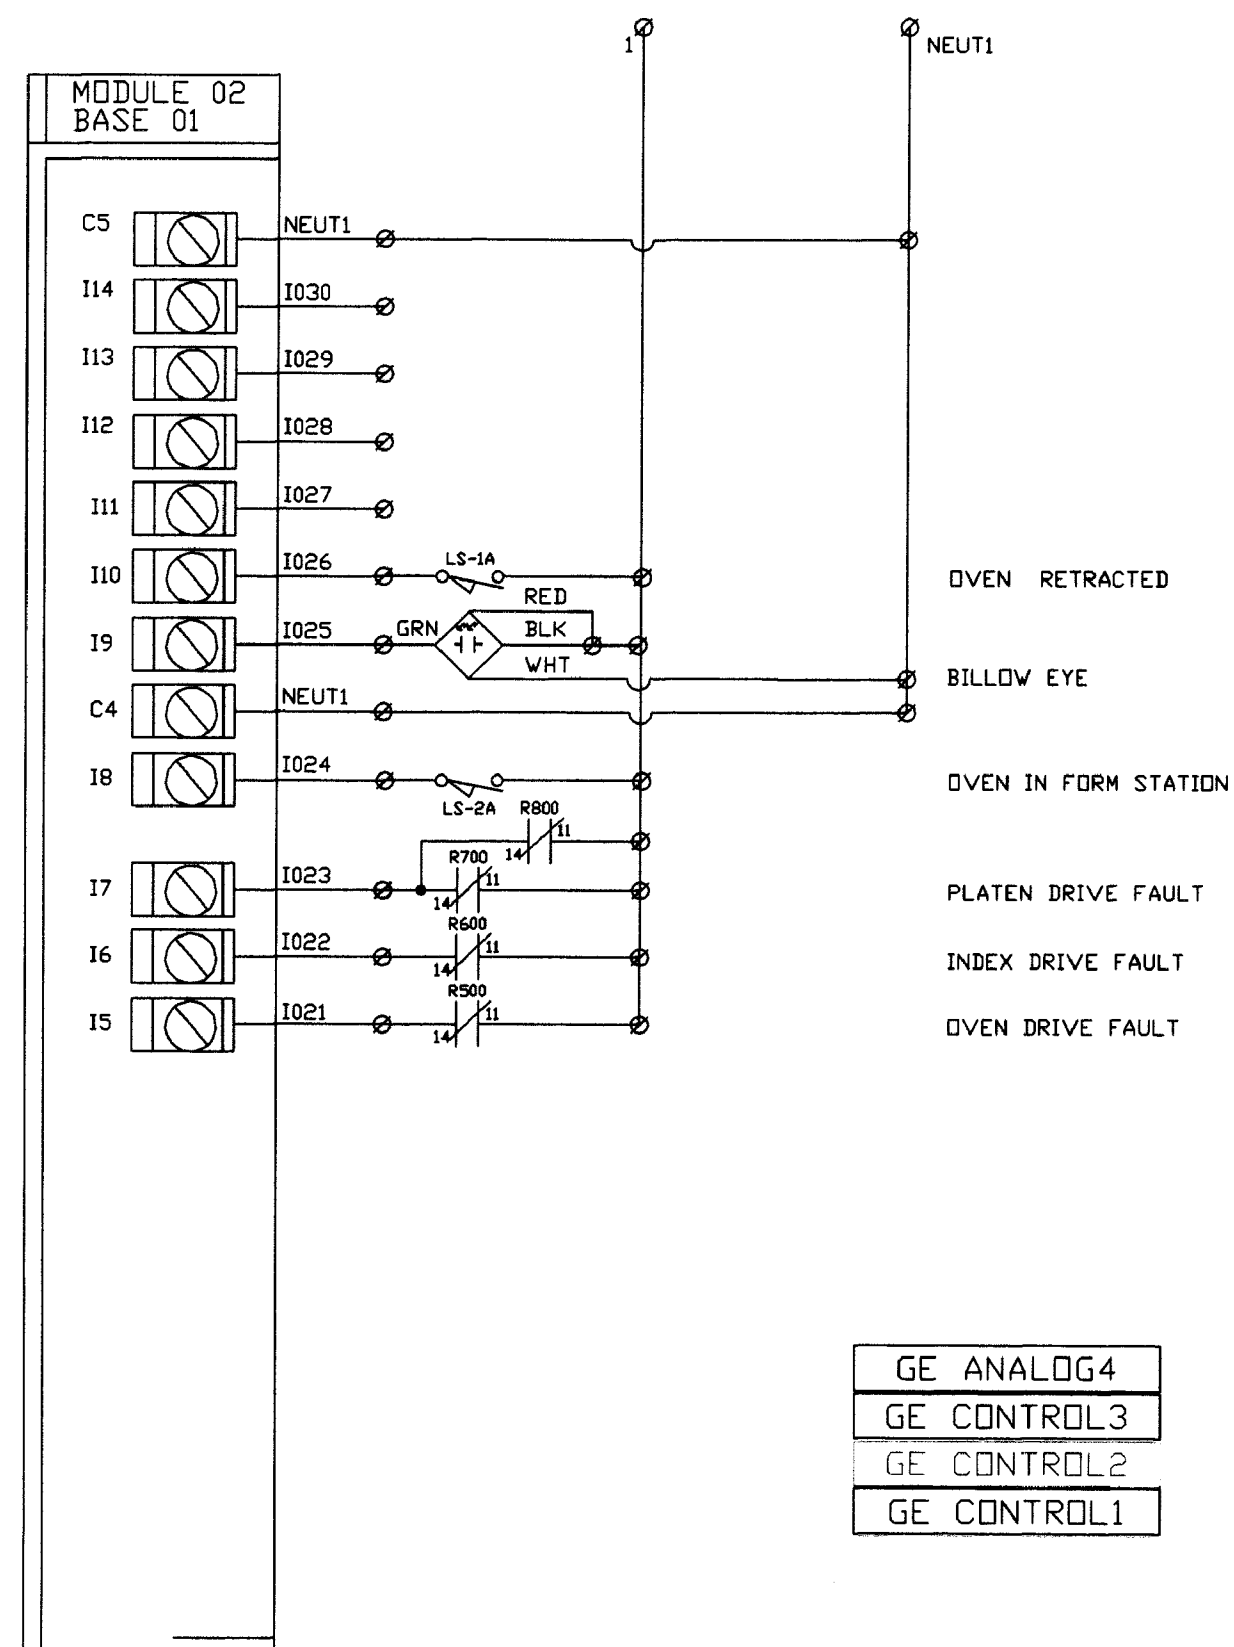 1
NEUT1
MODULE 02
BASE 01
C5
NEUT1
I14
I030
I13
I029
I12
I028
I11
I027
I10
I026
LS-1A
OVEN RETRACTED
RED
I9
I025
GRN
BLK
WHT
BILLOW EYE
C4
NEUT1
I8
I024
LS-2A
OVEN IN FORM STATION
R800
14
11
I7
I023
R700
14
11
PLATEN DRIVE FAULT
I6
I022
R600
14
11
INDEX DRIVE FAULT
I5
I021
R500
14
11
OVEN DRIVE FAULT
GE ANALOG4
GE CONTROL3
GE CONTROL2
GE CONTROL1